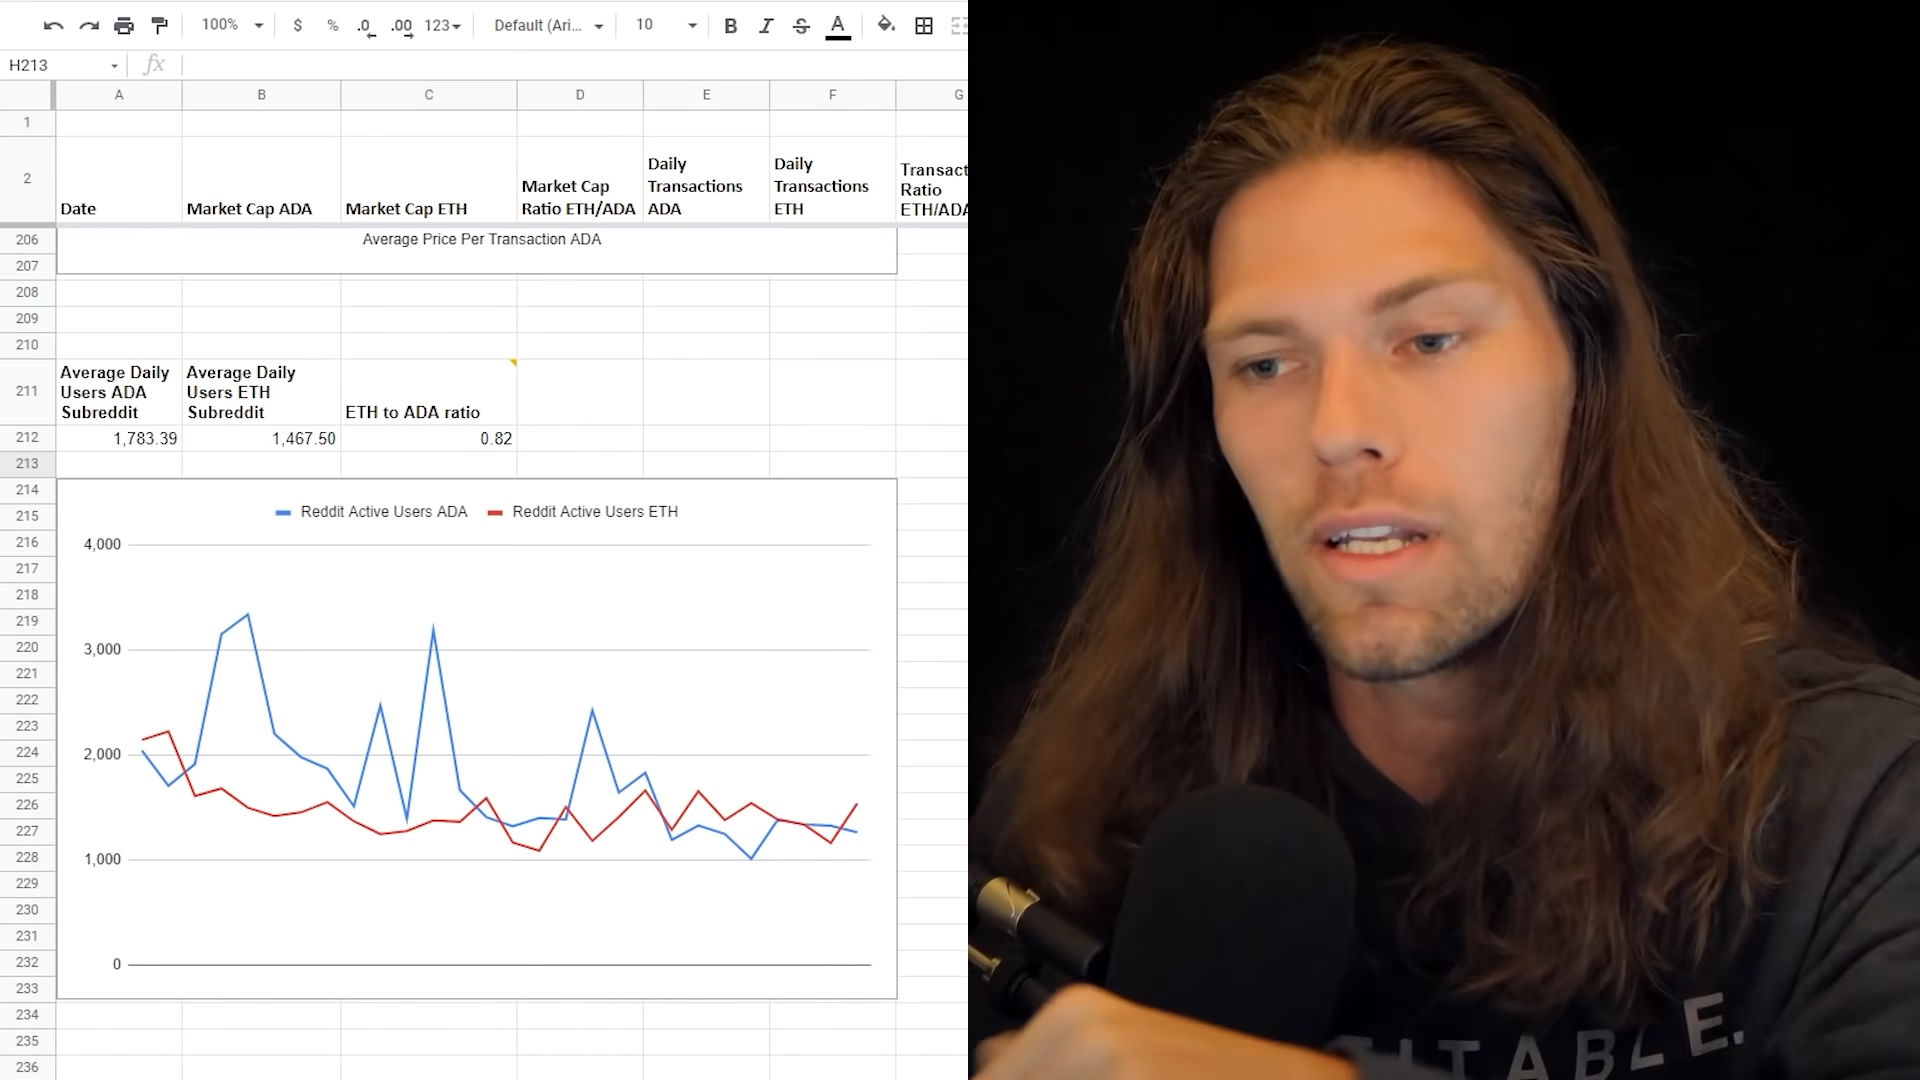 100% $ % .0 .00 123 Default (Ari... 10 B I S A
H213 fx
A B C D E F G
1
2
Date
Market Cap ADA
Market Cap ETH
Market Cap
Ratio ETH/ADA
Daily
Transactions
ADA
Daily
Transactions
ETH
Transact
Ratio
ETH/ADA
206
Average Price Per Transaction ADA
207
208
209
210
211
Average Daily
Users ADA
Subreddit
Average Daily
Users ETH
Subreddit
ETH to ADA ratio
212 1,783.39 1,467.50 0.82
213
214
215
216
217
218
219
220
221
222
223
224
225
226
227
228
229
230
231
232
233
234
235
236
Reddit Active Users ADA Reddit Active Users ETH
4,000
3,000
2,000
1,000
0
TABLE.